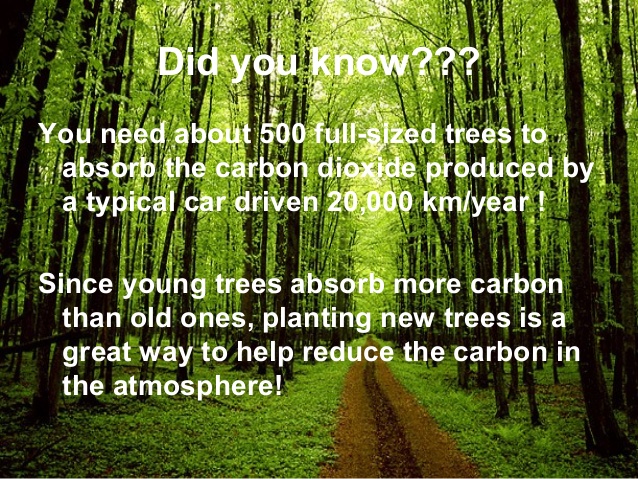 Did you know???
You need about 500 full-sized trees to
absorb the carbon dioxide produced by
a typical car driven 20,000 km/year !
Since young trees absorb more carbon
than old ones, planting new trees is a
great way to help reduce the carbon in
the atmosphere!